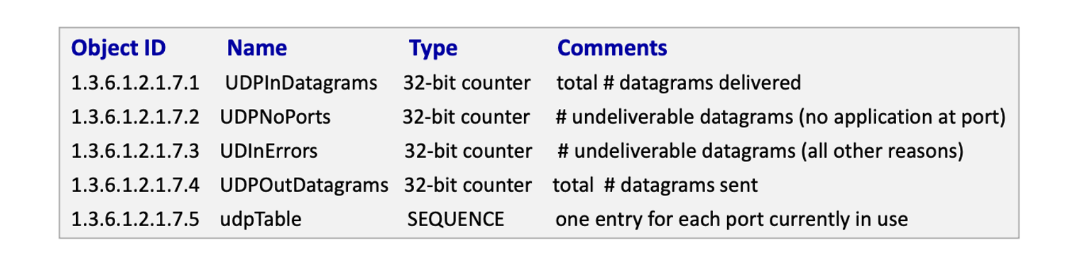 Object ID Name Type Comments
1.3.6.1.2.1.7.1 UDPInDatagrams 32-bit counter total # datagrams delivered
1.3.6.1.2.1.7.2 UDPNoPorts 32-bit counter # undeliverable datagrams (no application at port)
1.3.6.1.2.1.7.3 UDInErrors 32-bit counter # undeliverable datagrams (all other reasons)
1.3.6.1.2.1.7.4 UDPOutDatagrams 32-bit counter total # datagrams sent
1.3.6.1.2.1.7.5 udpTable SEQUENCE one entry for each port currently in use